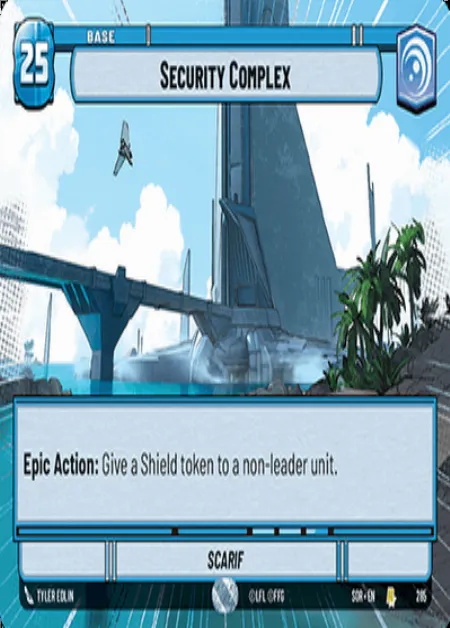 BASE
25
SECURITY COMPLEX
Epic Action: Give a Shield token to a non-leader unit.
SCARIF
TYLER EDLIN
©LFL ©FFG
SOR • EN